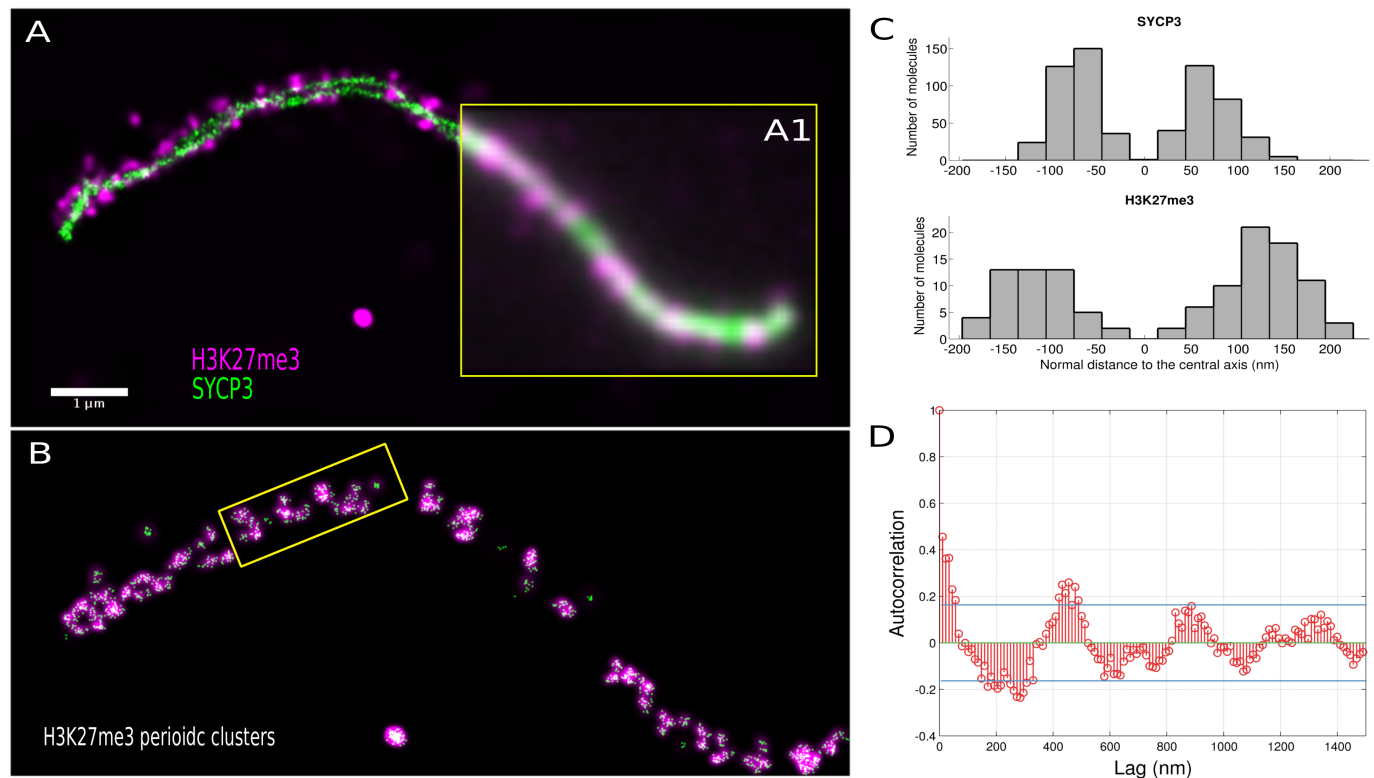 A
A1
H3K27me3
SYCP3
1 µm
B
H3K27me3 perioidc clusters
C
SYCP3
Number of molecules
150
100
50
0
-200 -150 -100 -50 0 50 100 150 200
H3K27me3
Number of molecules
20
15
10
5
0
-200 -150 -100 -50 0 50 100 150 200
Normal distance to the central axis (nm)
D
Autocorrelation
1
0.8
0.6
0.4
0.2
0
-0.2
-0.4
0 200 400 600 800 1000 1200 1400
Lag (nm)